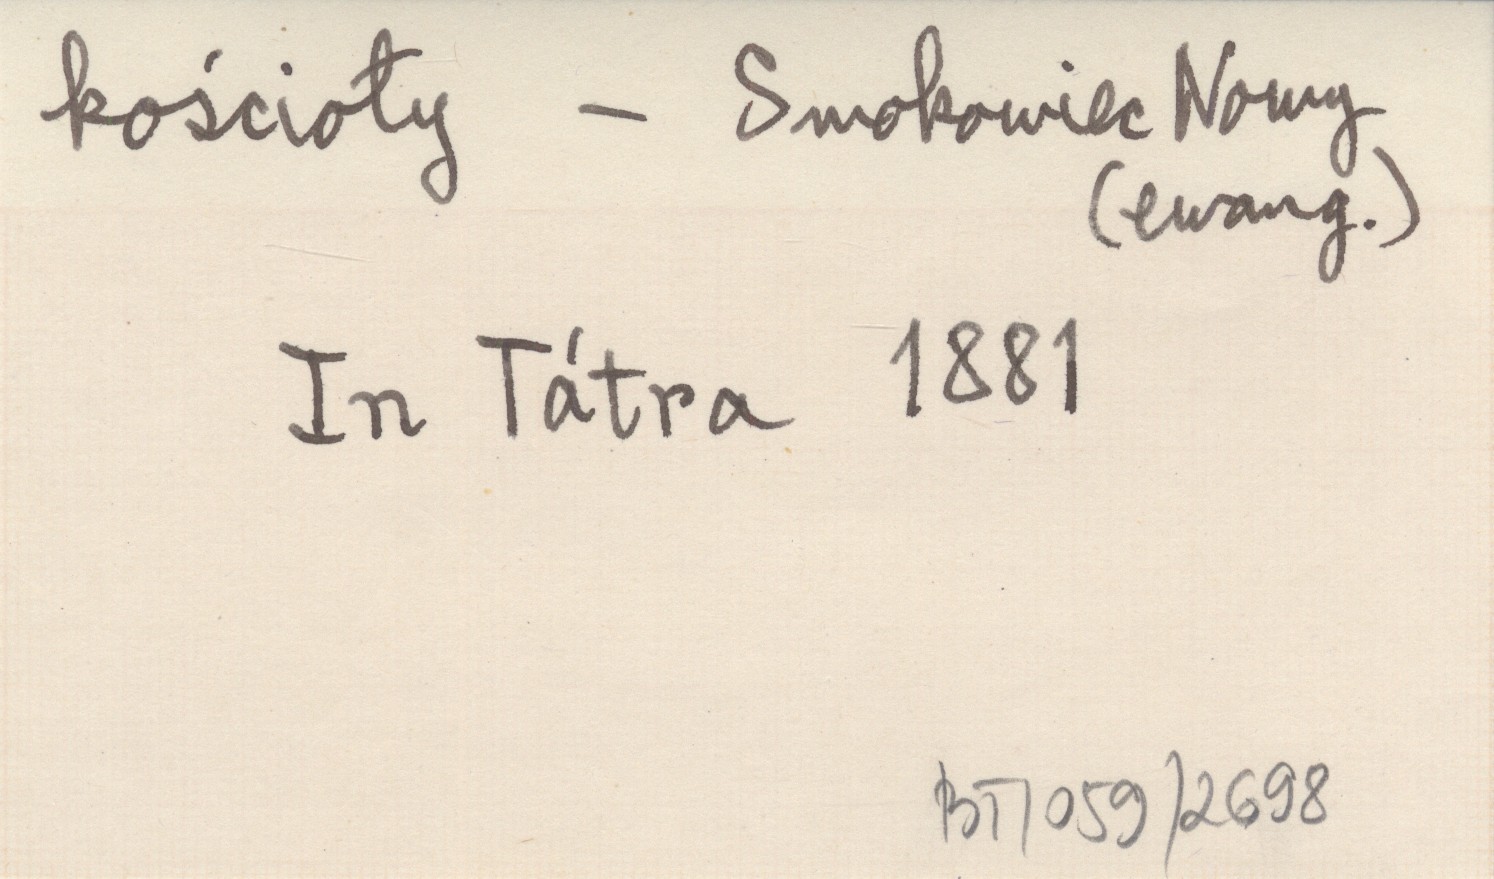 kościoły – Smokowiec Nowy
(ewang.)
In Tátra 1881
BT/059/2698